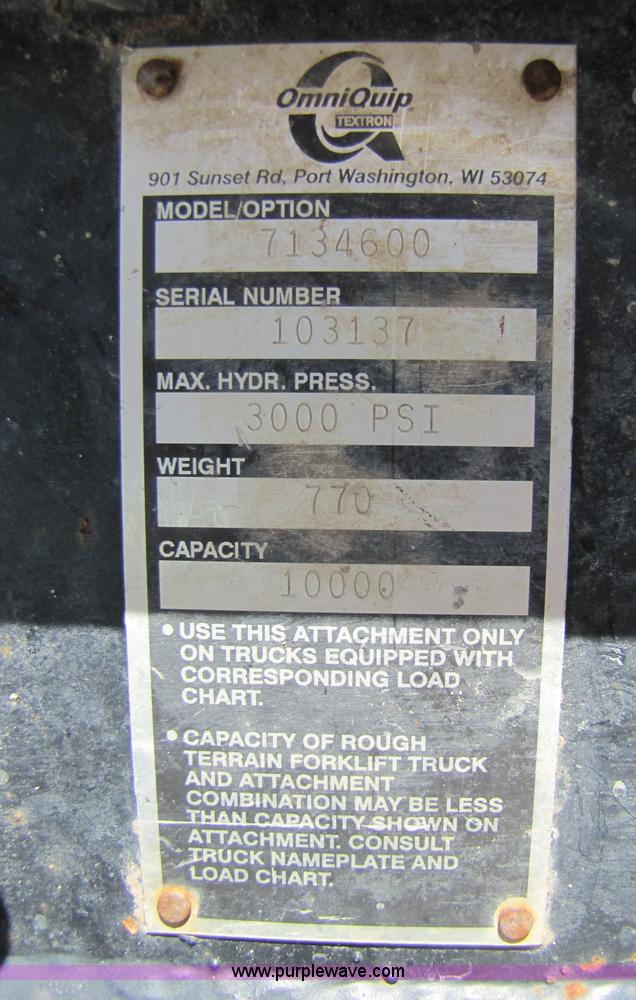 OmniQuip
TEXTRON
901 Sunset Rd, Port Washington, WI 53074
MODEL/OPTION
7134600
SERIAL NUMBER
103137
MAX. HYDR. PRESS.
3000 PSI
WEIGHT
770
CAPACITY
10000
• USE THIS ATTACHMENT ONLY
ON TRUCKS EQUIPPED WITH
CORRESPONDING LOAD
CHART.
• CAPACITY OF ROUGH
TERRAIN FORKLIFT TRUCK
AND ATTACHMENT
COMBINATION MAY BE LESS
THAN CAPACITY SHOWN ON
ATTACHMENT. CONSULT
TRUCK NAMEPLATE AND
LOAD CHART.
www.purplewave.com